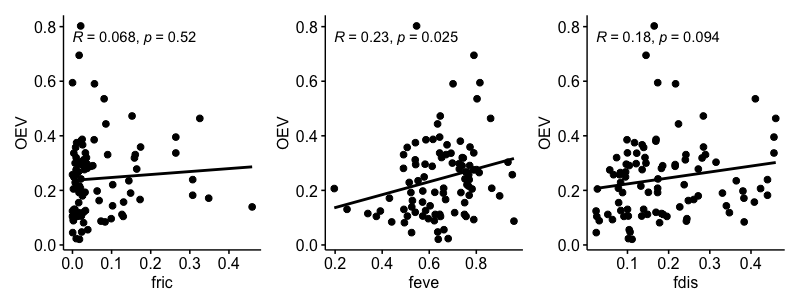 R = 0.068, p = 0.52
OEV
0.8
0.6
0.4
0.2
0.0
0.0 0.1 0.2 0.3 0.4
fric
R = 0.23, p = 0.025
OEV
0.8
0.6
0.4
0.2
0.0
0.2 0.4 0.6 0.8
feve
R = 0.18, p = 0.094
OEV
0.8
0.6
0.4
0.2
0.0
0.1 0.2 0.3 0.4
fdis